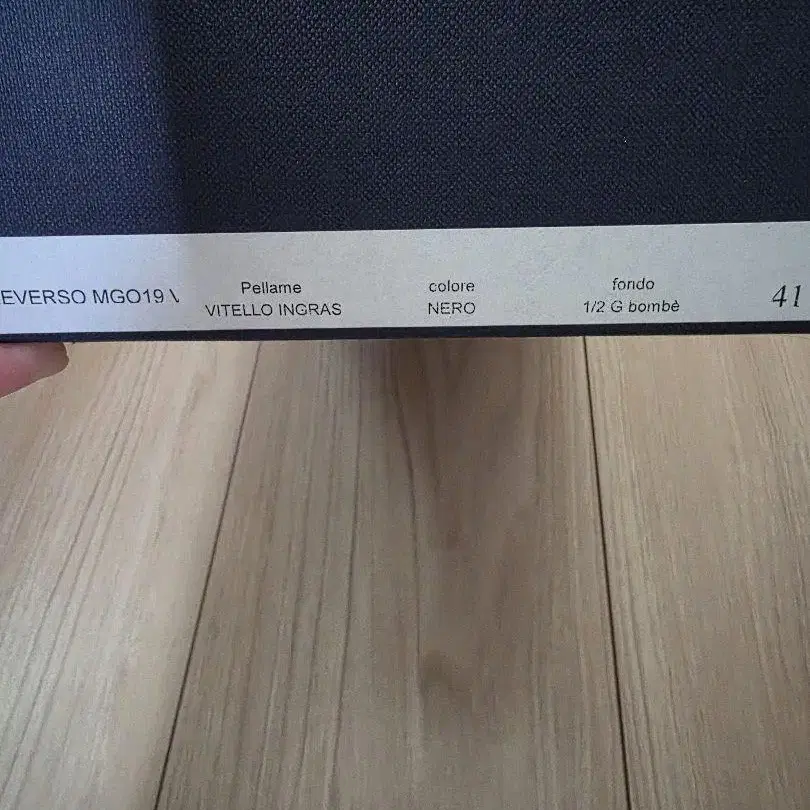 EVERSO MGO19
Pellame
VITELLO INGRAS
colore
NERO
fondo
1/2 G bombè
41